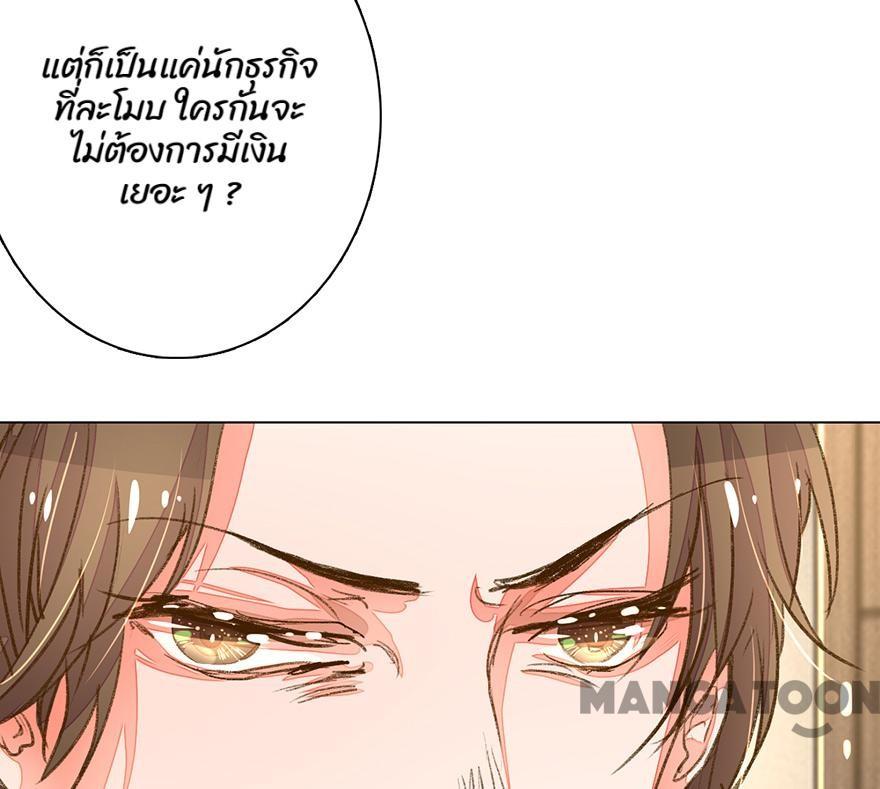 แต่ก็เป็นแค่นักธุรกิจ
ที่ละโมบ ใครกันจะ
ไม่ต้องการมีเงิน
เยอะ ๆ ?
MANGATOON